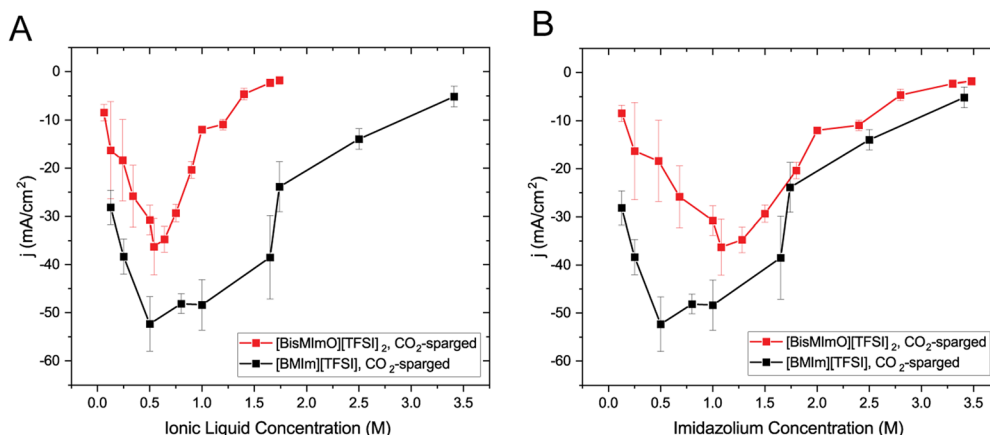 A
0
-10
-20
-30
-40
-50
-60
j (mA/cm²)
0.0 0.5 1.0 1.5 2.0 2.5 3.0 3.5
Ionic Liquid Concentration (M)
[BisMImO][TFSI]₂, CO₂-sparged
[BMIm][TFSI], CO₂-sparged
B
0
-10
-20
-30
-40
-50
-60
j (mA/cm²)
0.0 0.5 1.0 1.5 2.0 2.5 3.0 3.5
Imidazolium Concentration (M)
[BisMImO][TFSI]₂, CO₂-sparged
[BMIm][TFSI], CO₂-sparged